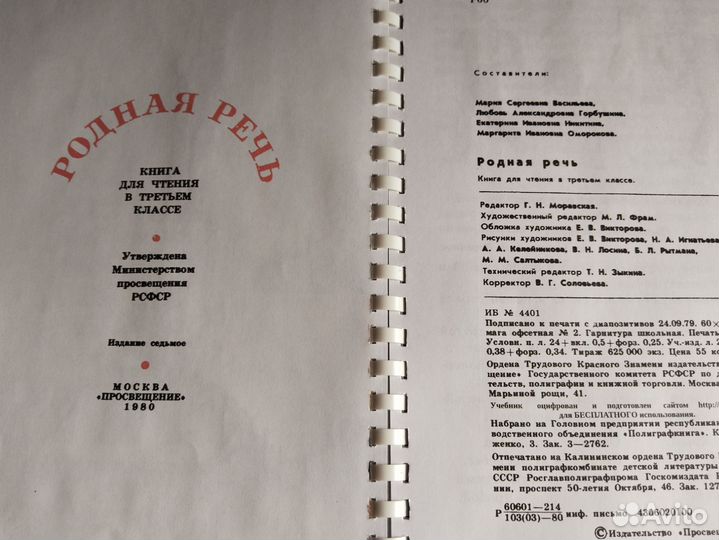 РОДНАЯ РЕЧЬ
КНИГА
ДЛЯ ЧТЕНИЯ
В ТРЕТЬЕМ
КЛАССЕ
Утверждена
Министерством
просвещения
РСФСР
Издание седьмое
МОСКВА
«ПРОСВЕЩЕНИЕ»
1980
Р60
Составители:
Мария Сергеевна Васильева,
Любовь Александровна Горбушина,
Екатерина Ивановна Никитина,
Маргарита Ивановна Оморокова.
Родная речь
Книга для чтения в третьем классе.
Редактор Г. Н. Моравская.
Художественный редактор М. Л. Фрам.
Обложка художника Е. В. Викторова.
Рисунки художников Е. В. Викторова, Н. А. Игнатьева
А. А. Келейникова, В. Н. Лосина, Б. Л. Рытмана,
М. М. Салтыкова.
Технический редактор Т. Н. Зыкина.
Корректор В. Г. Соловьева.
ИБ № 4401
Подписано к печати с диапозитивов 24.09.79. 60×
мага офсетная № 2. Гарнитура школьная. Печать
Услови. п. л. 24+вкл. 0,5+форз. 0,25. Уч.-изд. л. 2
0,38+форз. 0,34. Тираж 625 000 экз. Цена 55 к
Ордена Трудового Красного Знамени издательств
щение» Государственного комитета РСФСР по д
тельств, полиграфии и книжной торговли. Москва
Марьиной рощи, 41.
Учебник оцифрован и подготовлен сайтом http:/
для БЕСПЛАТНОГО использования.
Набрано на Головном предприятии республикан
водственного объединения «Полиграфкнига». К
женко, 3. Зак. 3—2762.
Отпечатано на Калининском ордена Трудового
мени полиграфкомбинате детской литературы
СССР Росглавполиграфпрома Госкомиздата
нин, проспект 50-летия Октября, 46. Зак. 127
Р 60601—214
103(03)—80 инф. письмо 4306020100
© Издательство «Просвещ
Avito